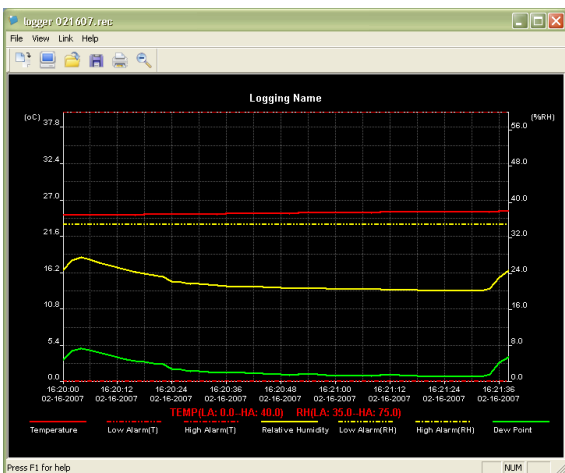 logger 021607.rec
File View Link Help
Logging Name
(oC) (%RH)
37.8 56.0
32.4 48.0
27.0 40.0
21.6 32.0
16.2 24.0
10.8 16.0
5.4 8.0
0.0 0.0
16:20:00 16:20:12 16:20:24 16:20:36 16:20:48 16:21:00 16:21:12 16:21:24 16:21:36
02-16-2007 02-16-2007 02-16-2007 02-16-2007 02-16-2007 02-16-2007 02-16-2007 02-16-2007 02-16-2007
TEMP(LA: 0.0--HA: 40.0) RH(LA: 35.0--HA: 75.0)
Temperature Low Alarm(T) High Alarm(T) Relative Humidity Low Alarm(RH) High Alarm(RH) Dew Point
Press F1 for help NUM